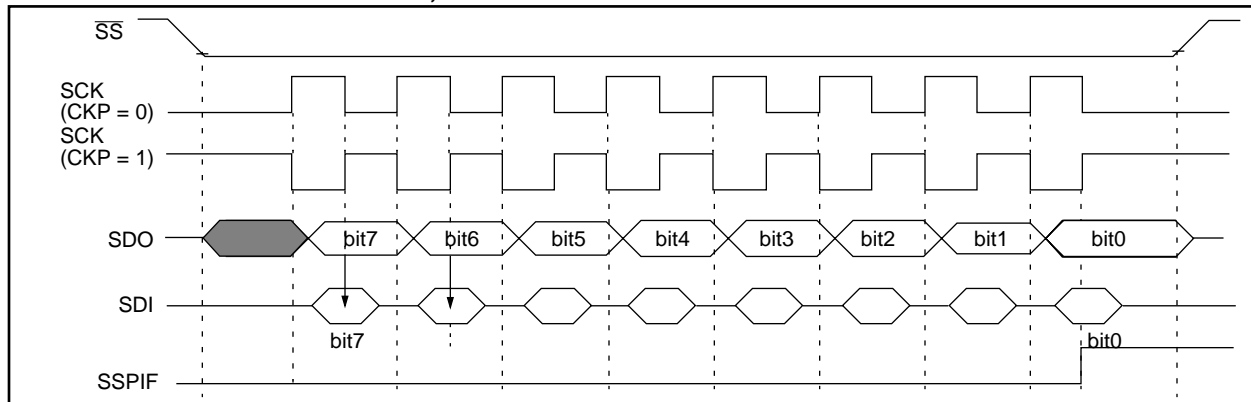 SS
SCK
(CKP = 0)
SCK
(CKP = 1)
SDO bit7 bit6 bit5 bit4 bit3 bit2 bit1 bit0
SDI
bit7 bit0
SSPIF